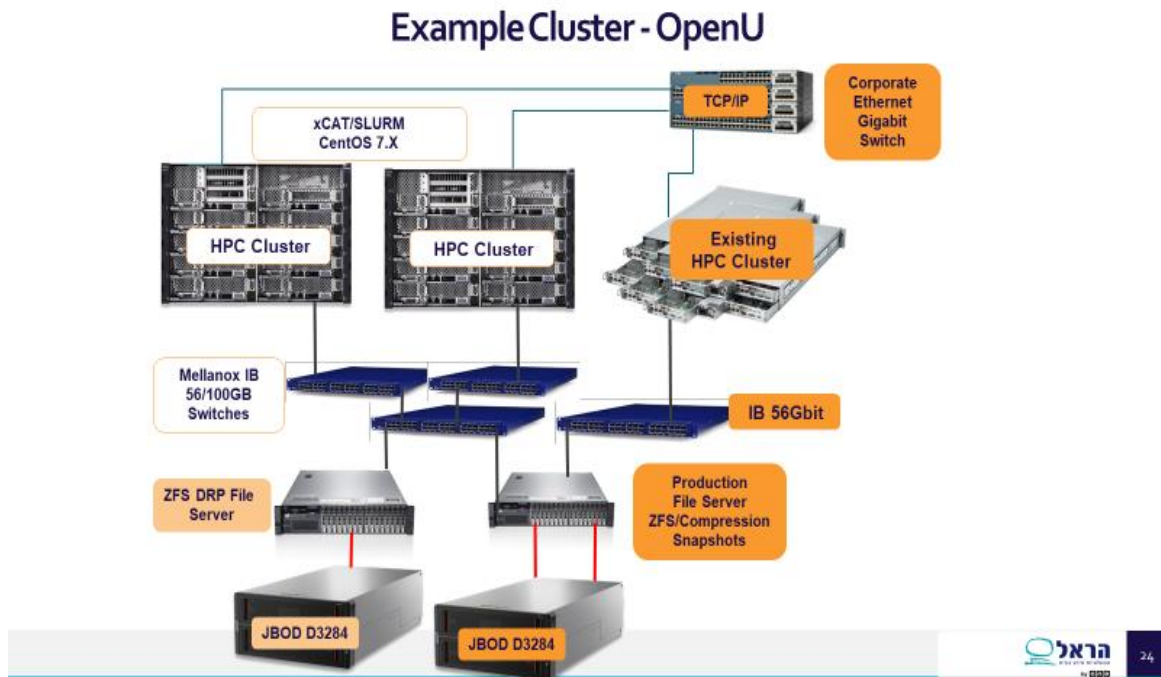 Example Cluster - OpenU
TCP/IP
Corporate
Ethernet
Gigabit
Switch
xCAT/SLURM
CentOS 7.X
HPC Cluster
HPC Cluster
Existing
HPC Cluster
Mellanox IB
56/100GB
Switches
IB 56Gbit
ZFS DRP File
Server
Production
File Server
ZFS/Compression
Snapshots
JBOD D3284
JBOD D3284
הראל
24